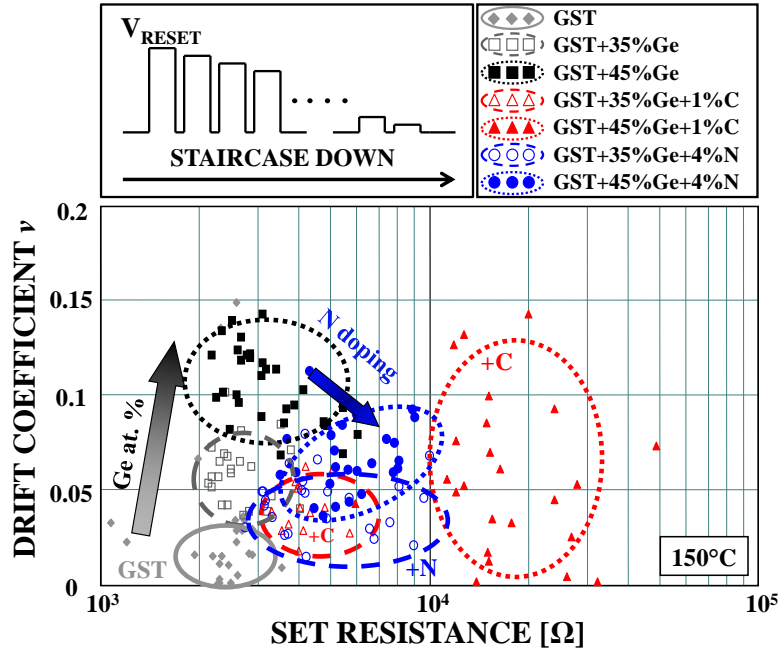 V_RESET
STAIRCASE DOWN
GST
GST+35%Ge
GST+45%Ge
GST+35%Ge+1%C
GST+45%Ge+1%C
GST+35%Ge+4%N
GST+45%Ge+4%N
DRIFT COEFFICIENT ν
0.2
0.15
0.1
0.05
0
Ge at. %
N doping
+C
GST
+C
+N
150°C
10³
10⁴
10⁵
SET RESISTANCE [Ω]